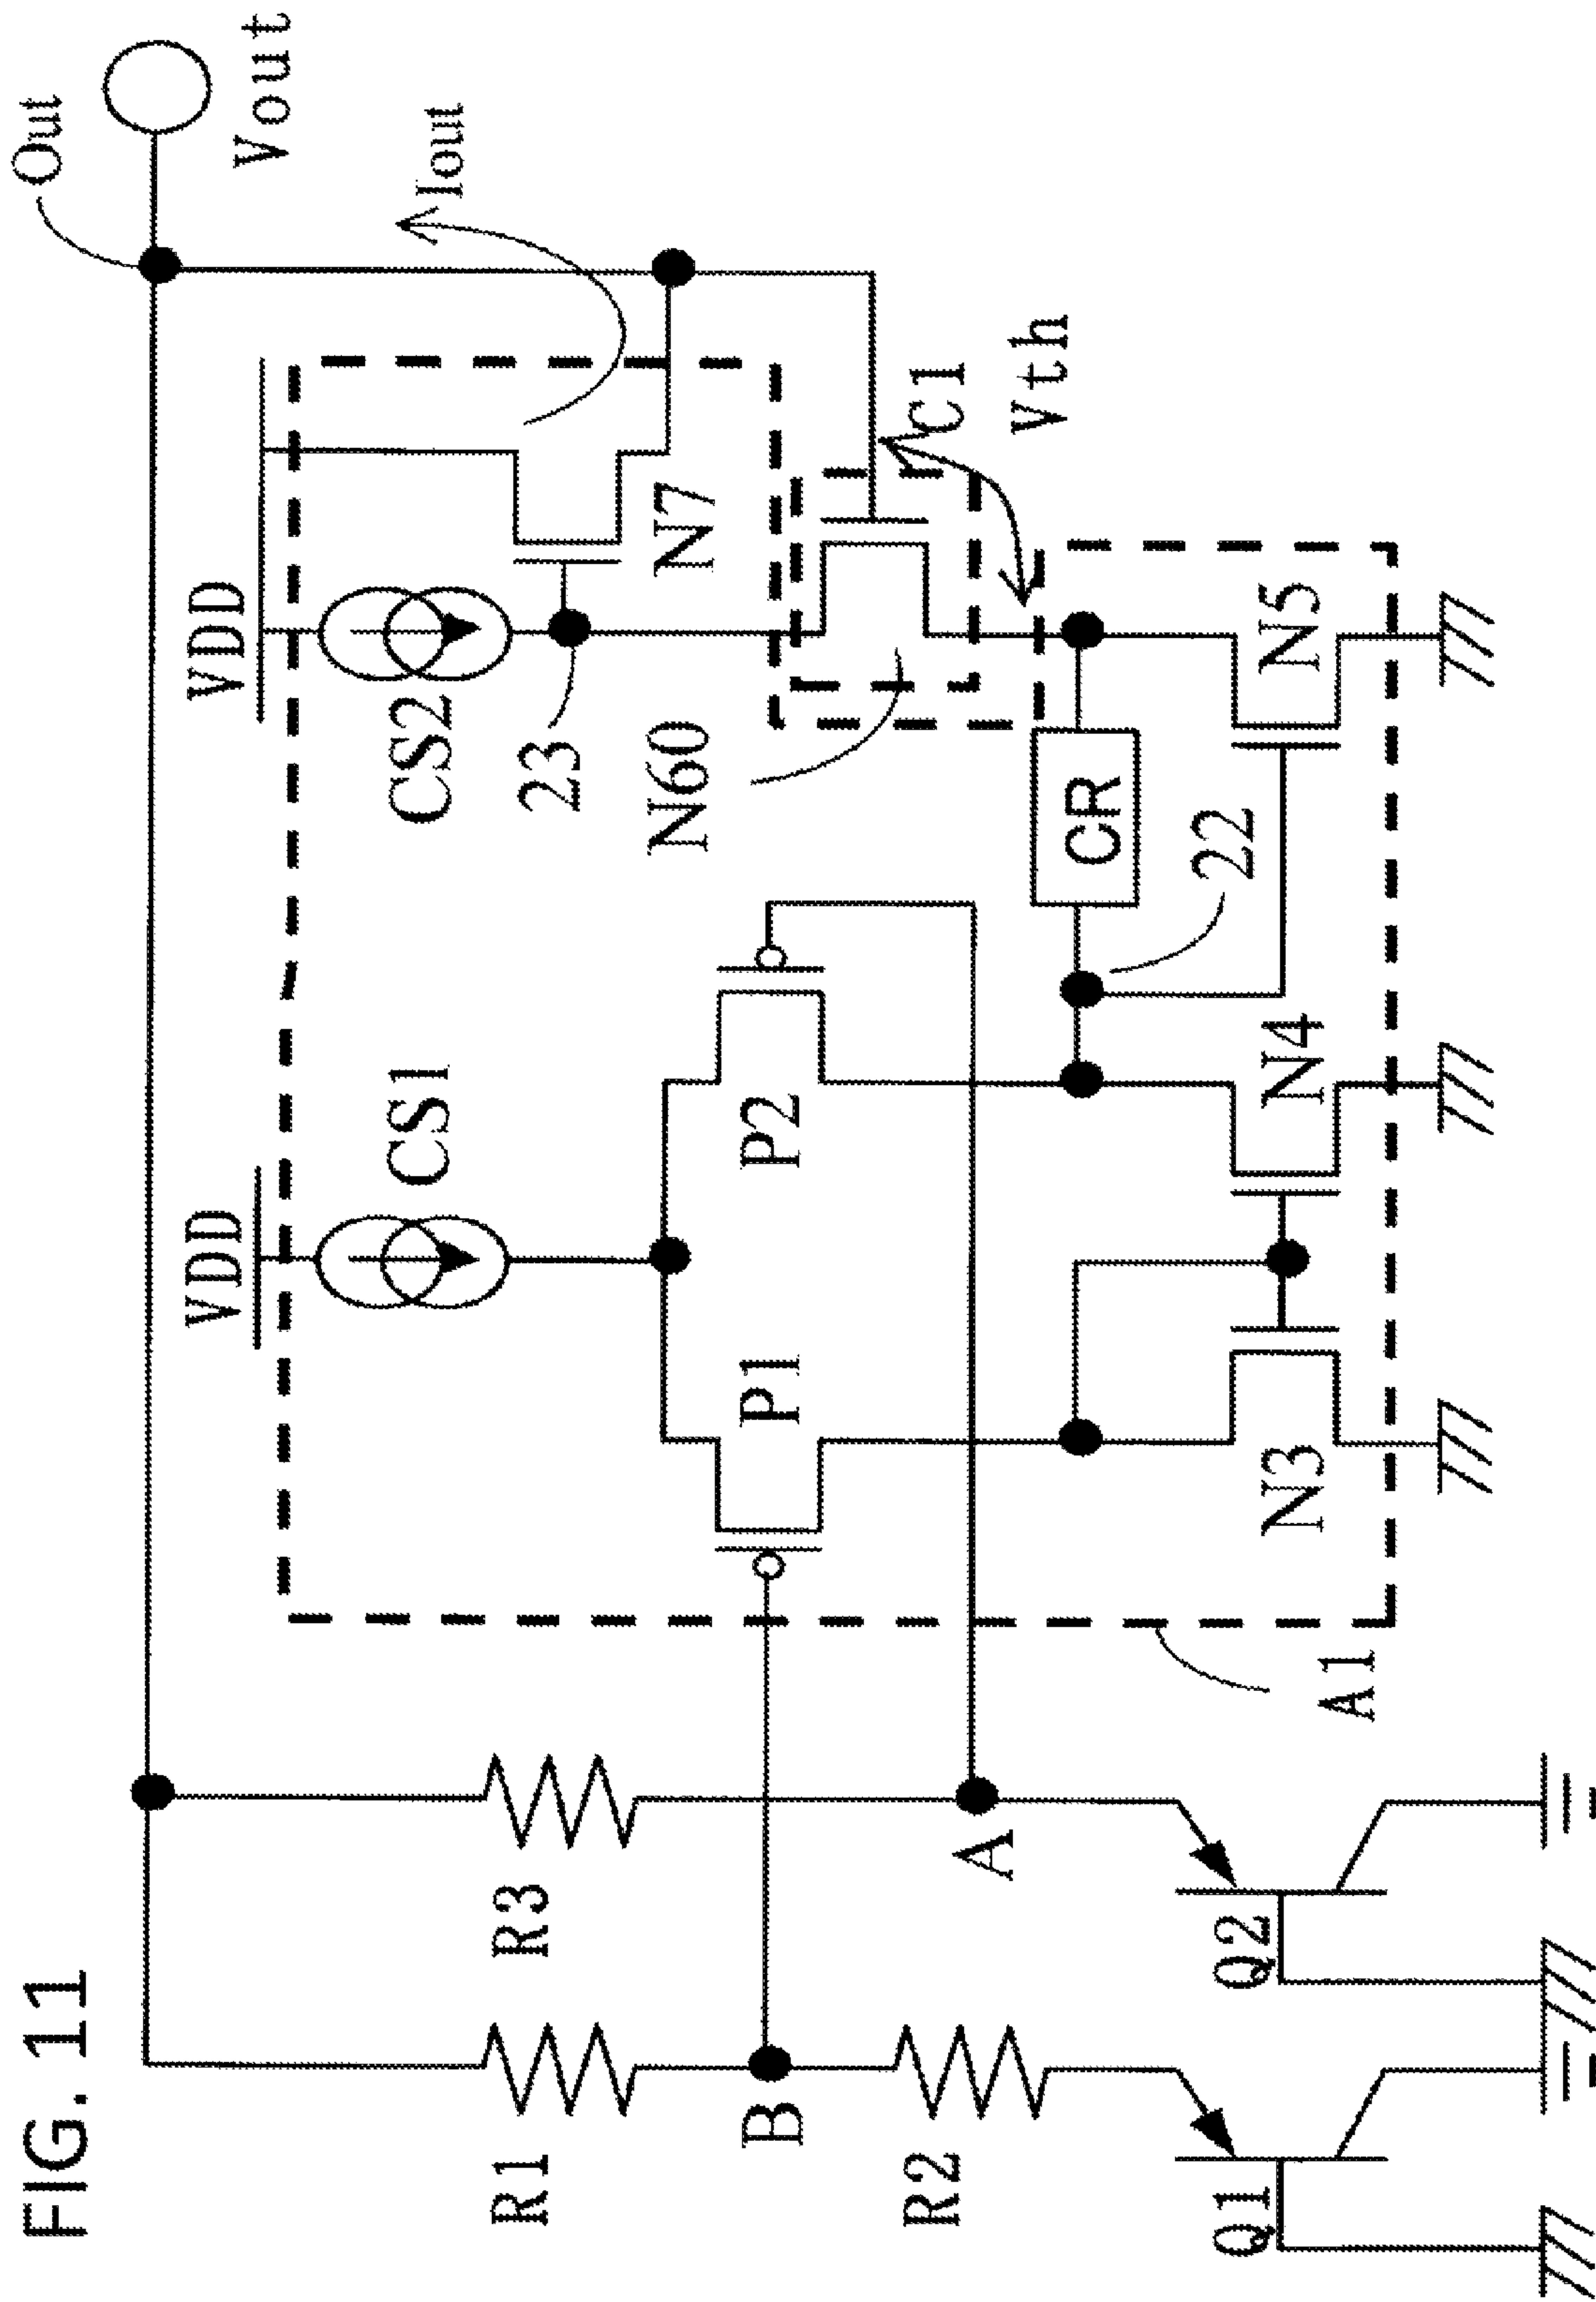 FIG. 11
Out
Vout
Iout
VDD
VDD
CS1
CS2
23
N7
N60
C1
Vth
P1
P2
CR
22
N3
N4
N5
A1
R1
R3
B
A
R2
Q1
Q2